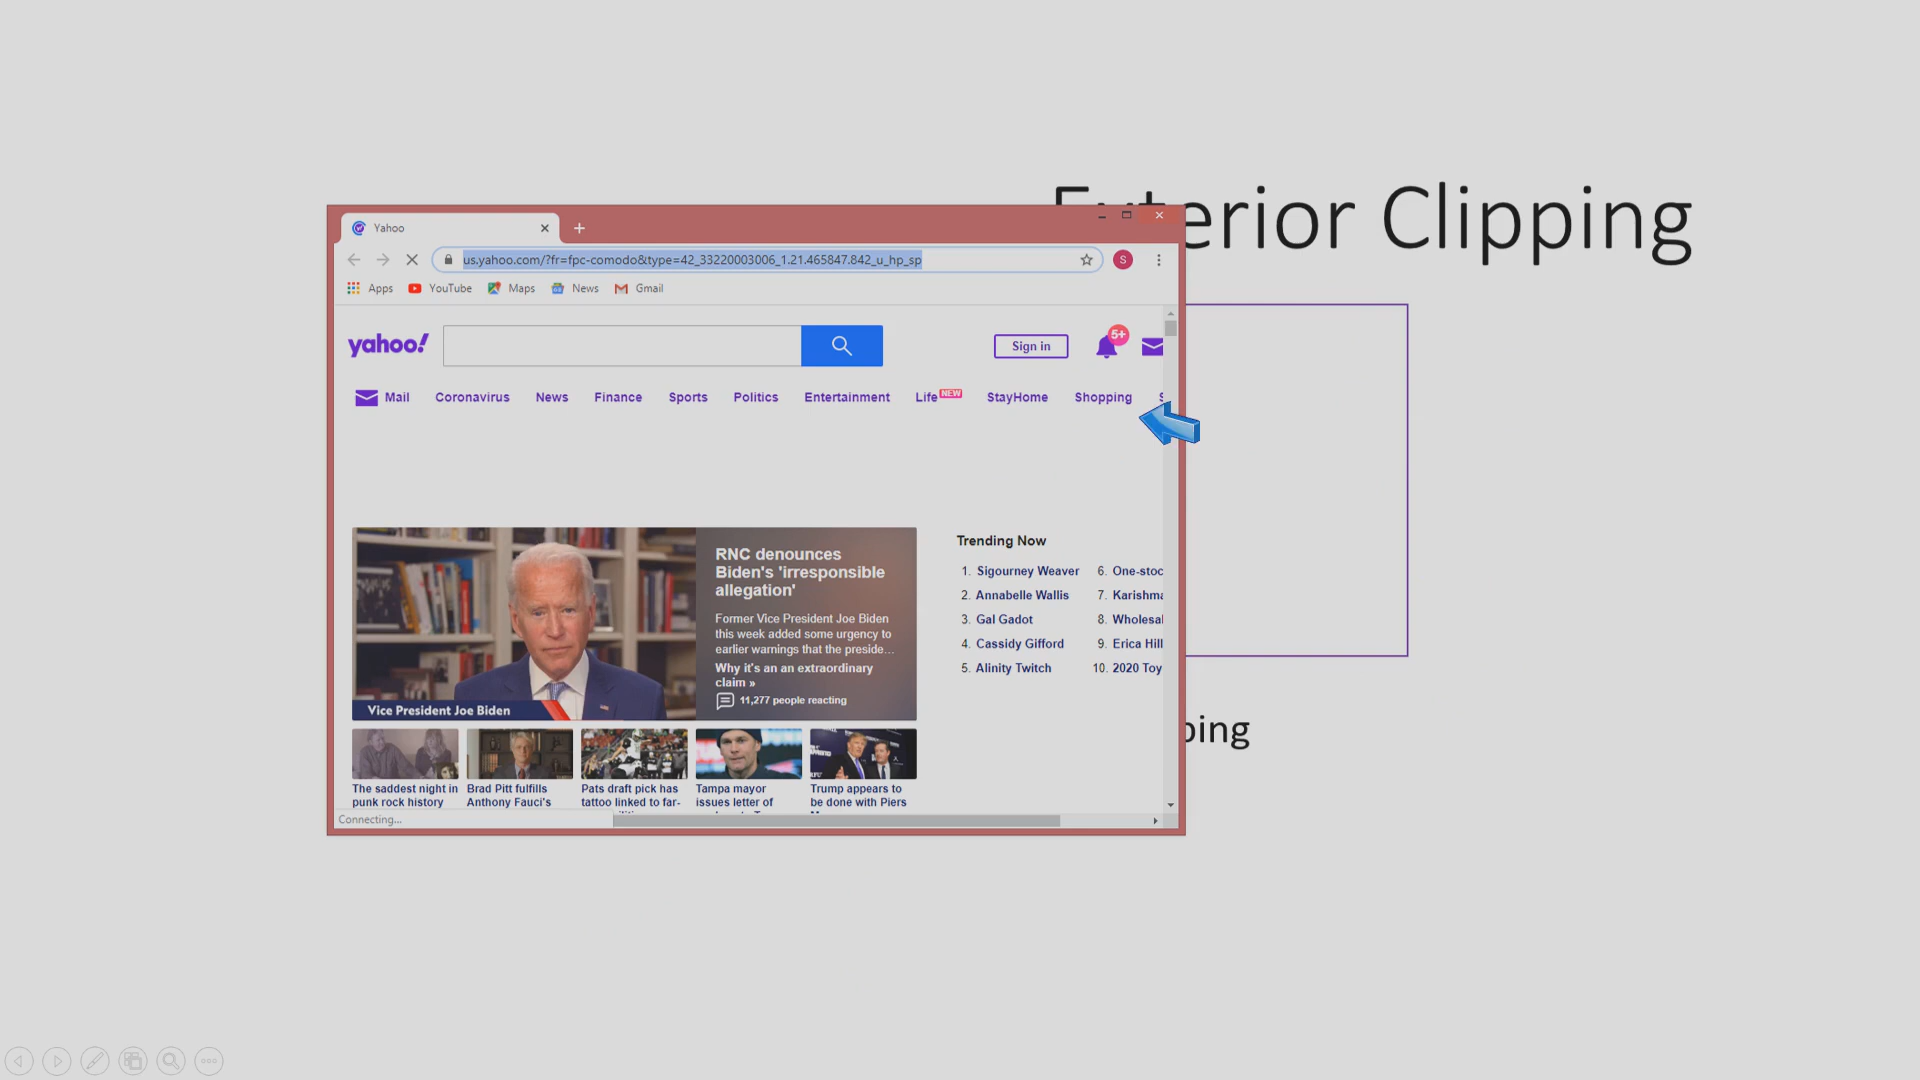 Exterior Clipping
Yahoo
us.yahoo.com/?fr=fpc-comodo&type=42_33220003006_1.21.465847.842_u_hp_sp
S
Apps YouTube Maps News Gmail
yahoo!
Sign in
5+
Mail Coronavirus News Finance Sports Politics Entertainment Life NEW StayHome Shopping S
RNC denounces
Biden's 'irresponsible
allegation'
Former Vice President Joe Biden
this week added some urgency to
earlier warnings that the preside...
Why it's an an extraordinary
claim »
11,277 people reacting
Vice President Joe Biden
Trending Now
1. Sigourney Weaver
2. Annabelle Wallis
3. Gal Gadot
4. Cassidy Gifford
5. Alinity Twitch
6. One-stoc
7. Karishma
8. Wholesal
9. Erica Hill
10. 2020 Toy
The saddest night in
punk rock history
Brad Pitt fulfills
Anthony Fauci's
Pats draft pick has
tattoo linked to far-
Tampa mayor
issues letter of
Trump appears to
be done with Piers
Connecting...
ping